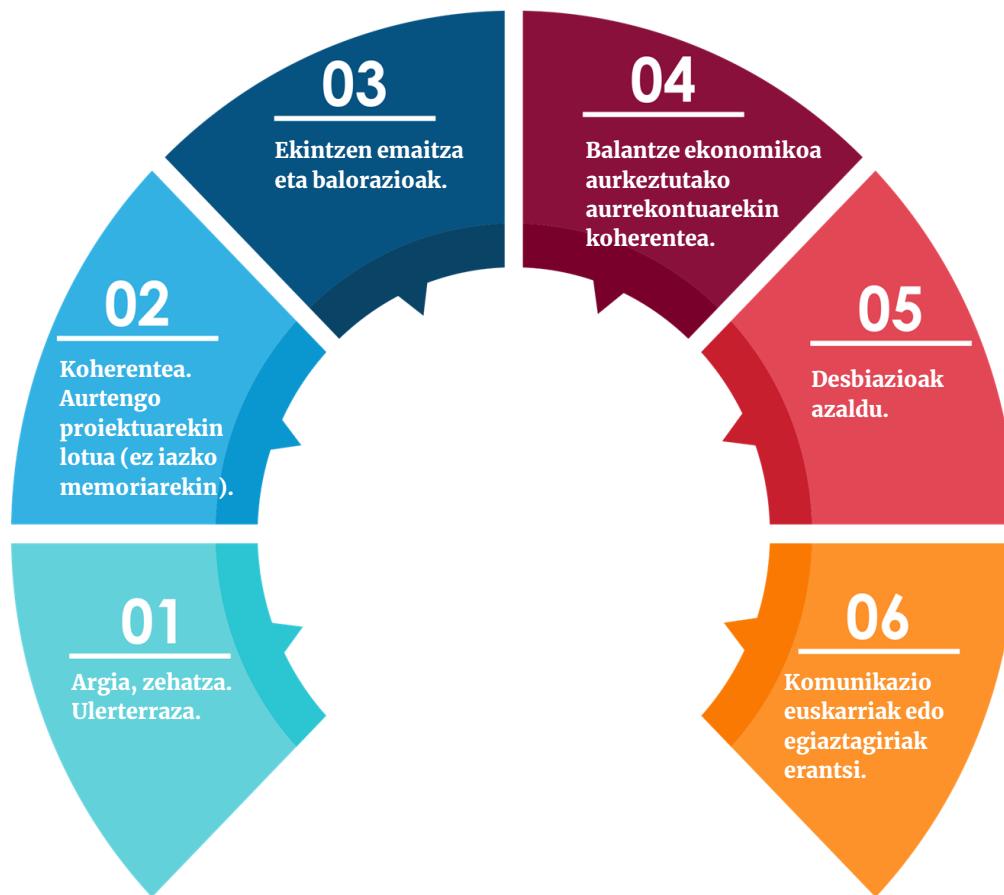 01
Argia, zehatza.
Ulerterraza.
02
Koherentea.
Aurtengo
proiektuarekin
lotua (ez iazko
memoriarekin).
03
Ekintzen emaitza
eta balorazioak.
04
Balantze ekonomikoa
aurkeztutako
aurrekontuarekin
koherentea.
05
Desbiazioak
azaldu.
06
Komunikazio
euskarriak edo
egiaztagiriak
erantsi.